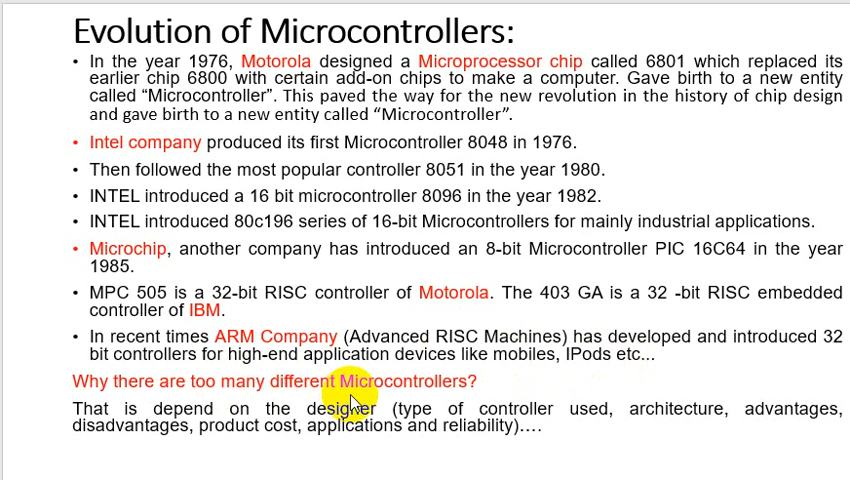 Evolution of Microcontrollers:
• In the year 1976, Motorola designed a Microprocessor chip called 6801 which replaced its
earlier chip 6800 with certain add-on chips to make a computer. Gave birth to a new entity
called “Microcontroller”. This paved the way for the new revolution in the history of chip design
and gave birth to a new entity called “Microcontroller”.
• Intel company produced its first Microcontroller 8048 in 1976.
• Then followed the most popular controller 8051 in the year 1980.
• INTEL introduced a 16 bit microcontroller 8096 in the year 1982.
• INTEL introduced 80c196 series of 16-bit Microcontrollers for mainly industrial applications.
• Microchip, another company has introduced an 8-bit Microcontroller PIC 16C64 in the year
1985.
• MPC 505 is a 32-bit RISC controller of Motorola. The 403 GA is a 32 -bit RISC embedded
controller of IBM.
• In recent times ARM Company (Advanced RISC Machines) has developed and introduced 32
bit controllers for high-end application devices like mobiles, IPods etc...
Why there are too many different Microcontrollers?
That is depend on the designer (type of controller used, architecture, advantages,
disadvantages, product cost, applications and reliability)….